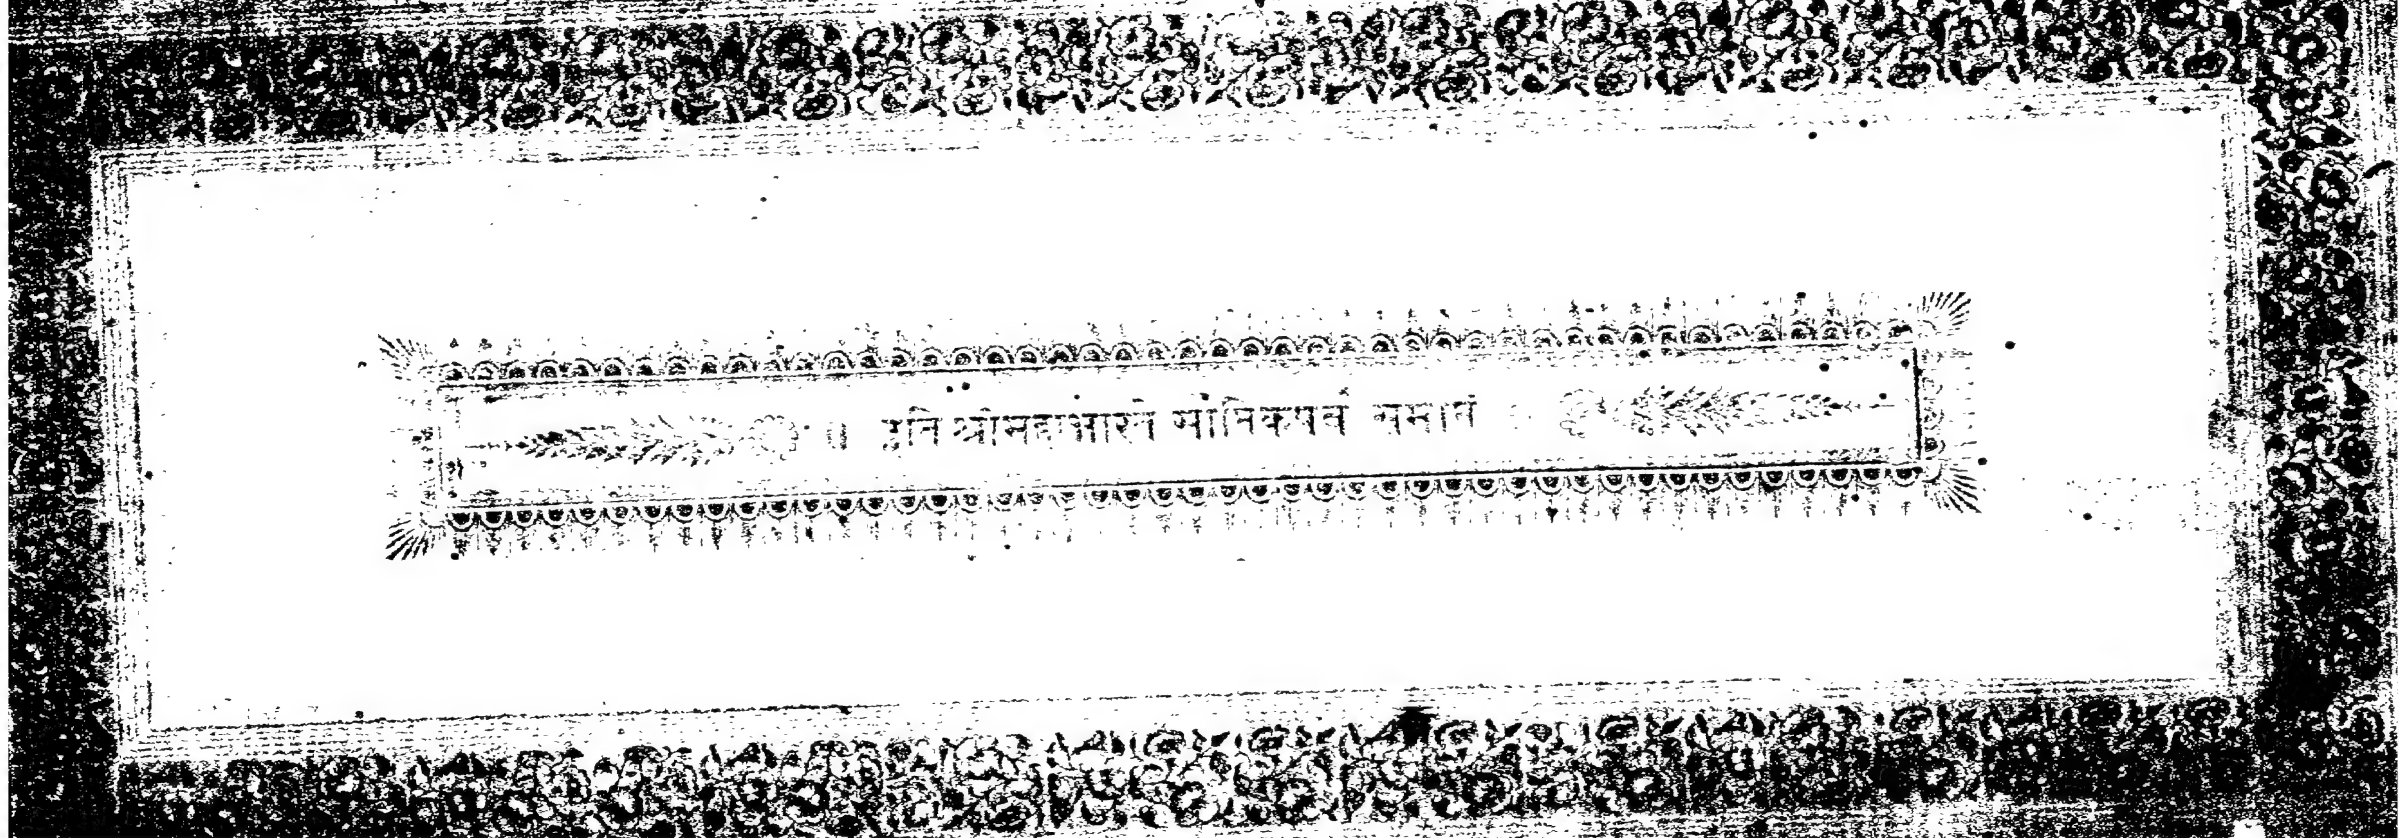 ॥ इति श्रीमहाभारते सौप्तिकपर्व समाप्तं ॥